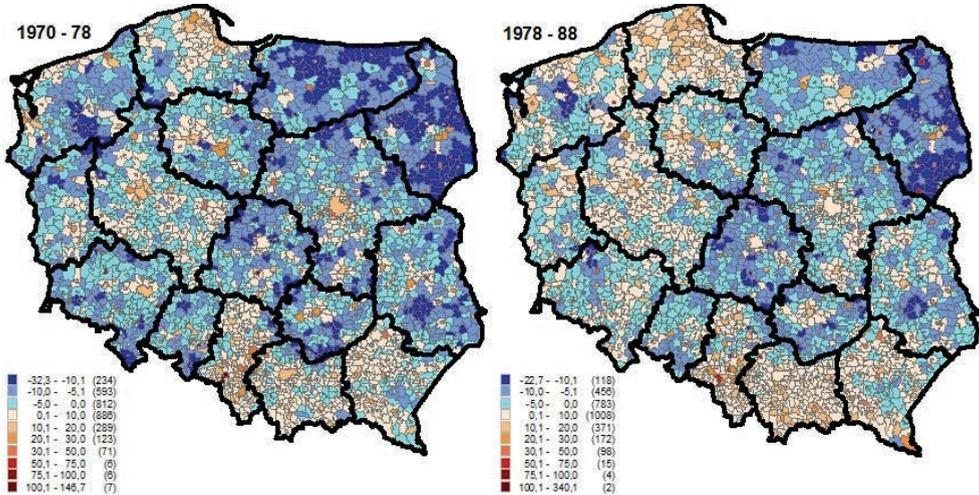 1970 - 78
1978 - 88
-32,3 - -10,1 (234)
-10,0 - -5,1 (593)
-5,0 - 0,0 (812)
0,1 - 10,0 (886)
10,1 - 20,0 (289)
20,1 - 30,0 (123)
30,1 - 50,0 (71)
50,1 - 75,0 (6)
75,1 - 100,0 (6)
100,1 - 146,7 (7)
-22,7 - -10,1 (118)
-10,0 - -5,1 (456)
-5,0 - 0,0 (783)
0,1 - 10,0 (1008)
10,1 - 20,0 (371)
20,1 - 30,0 (172)
30,1 - 50,0 (98)
50,1 - 75,0 (15)
75,1 - 100,0 (4)
100,1 - 340,1 (2)